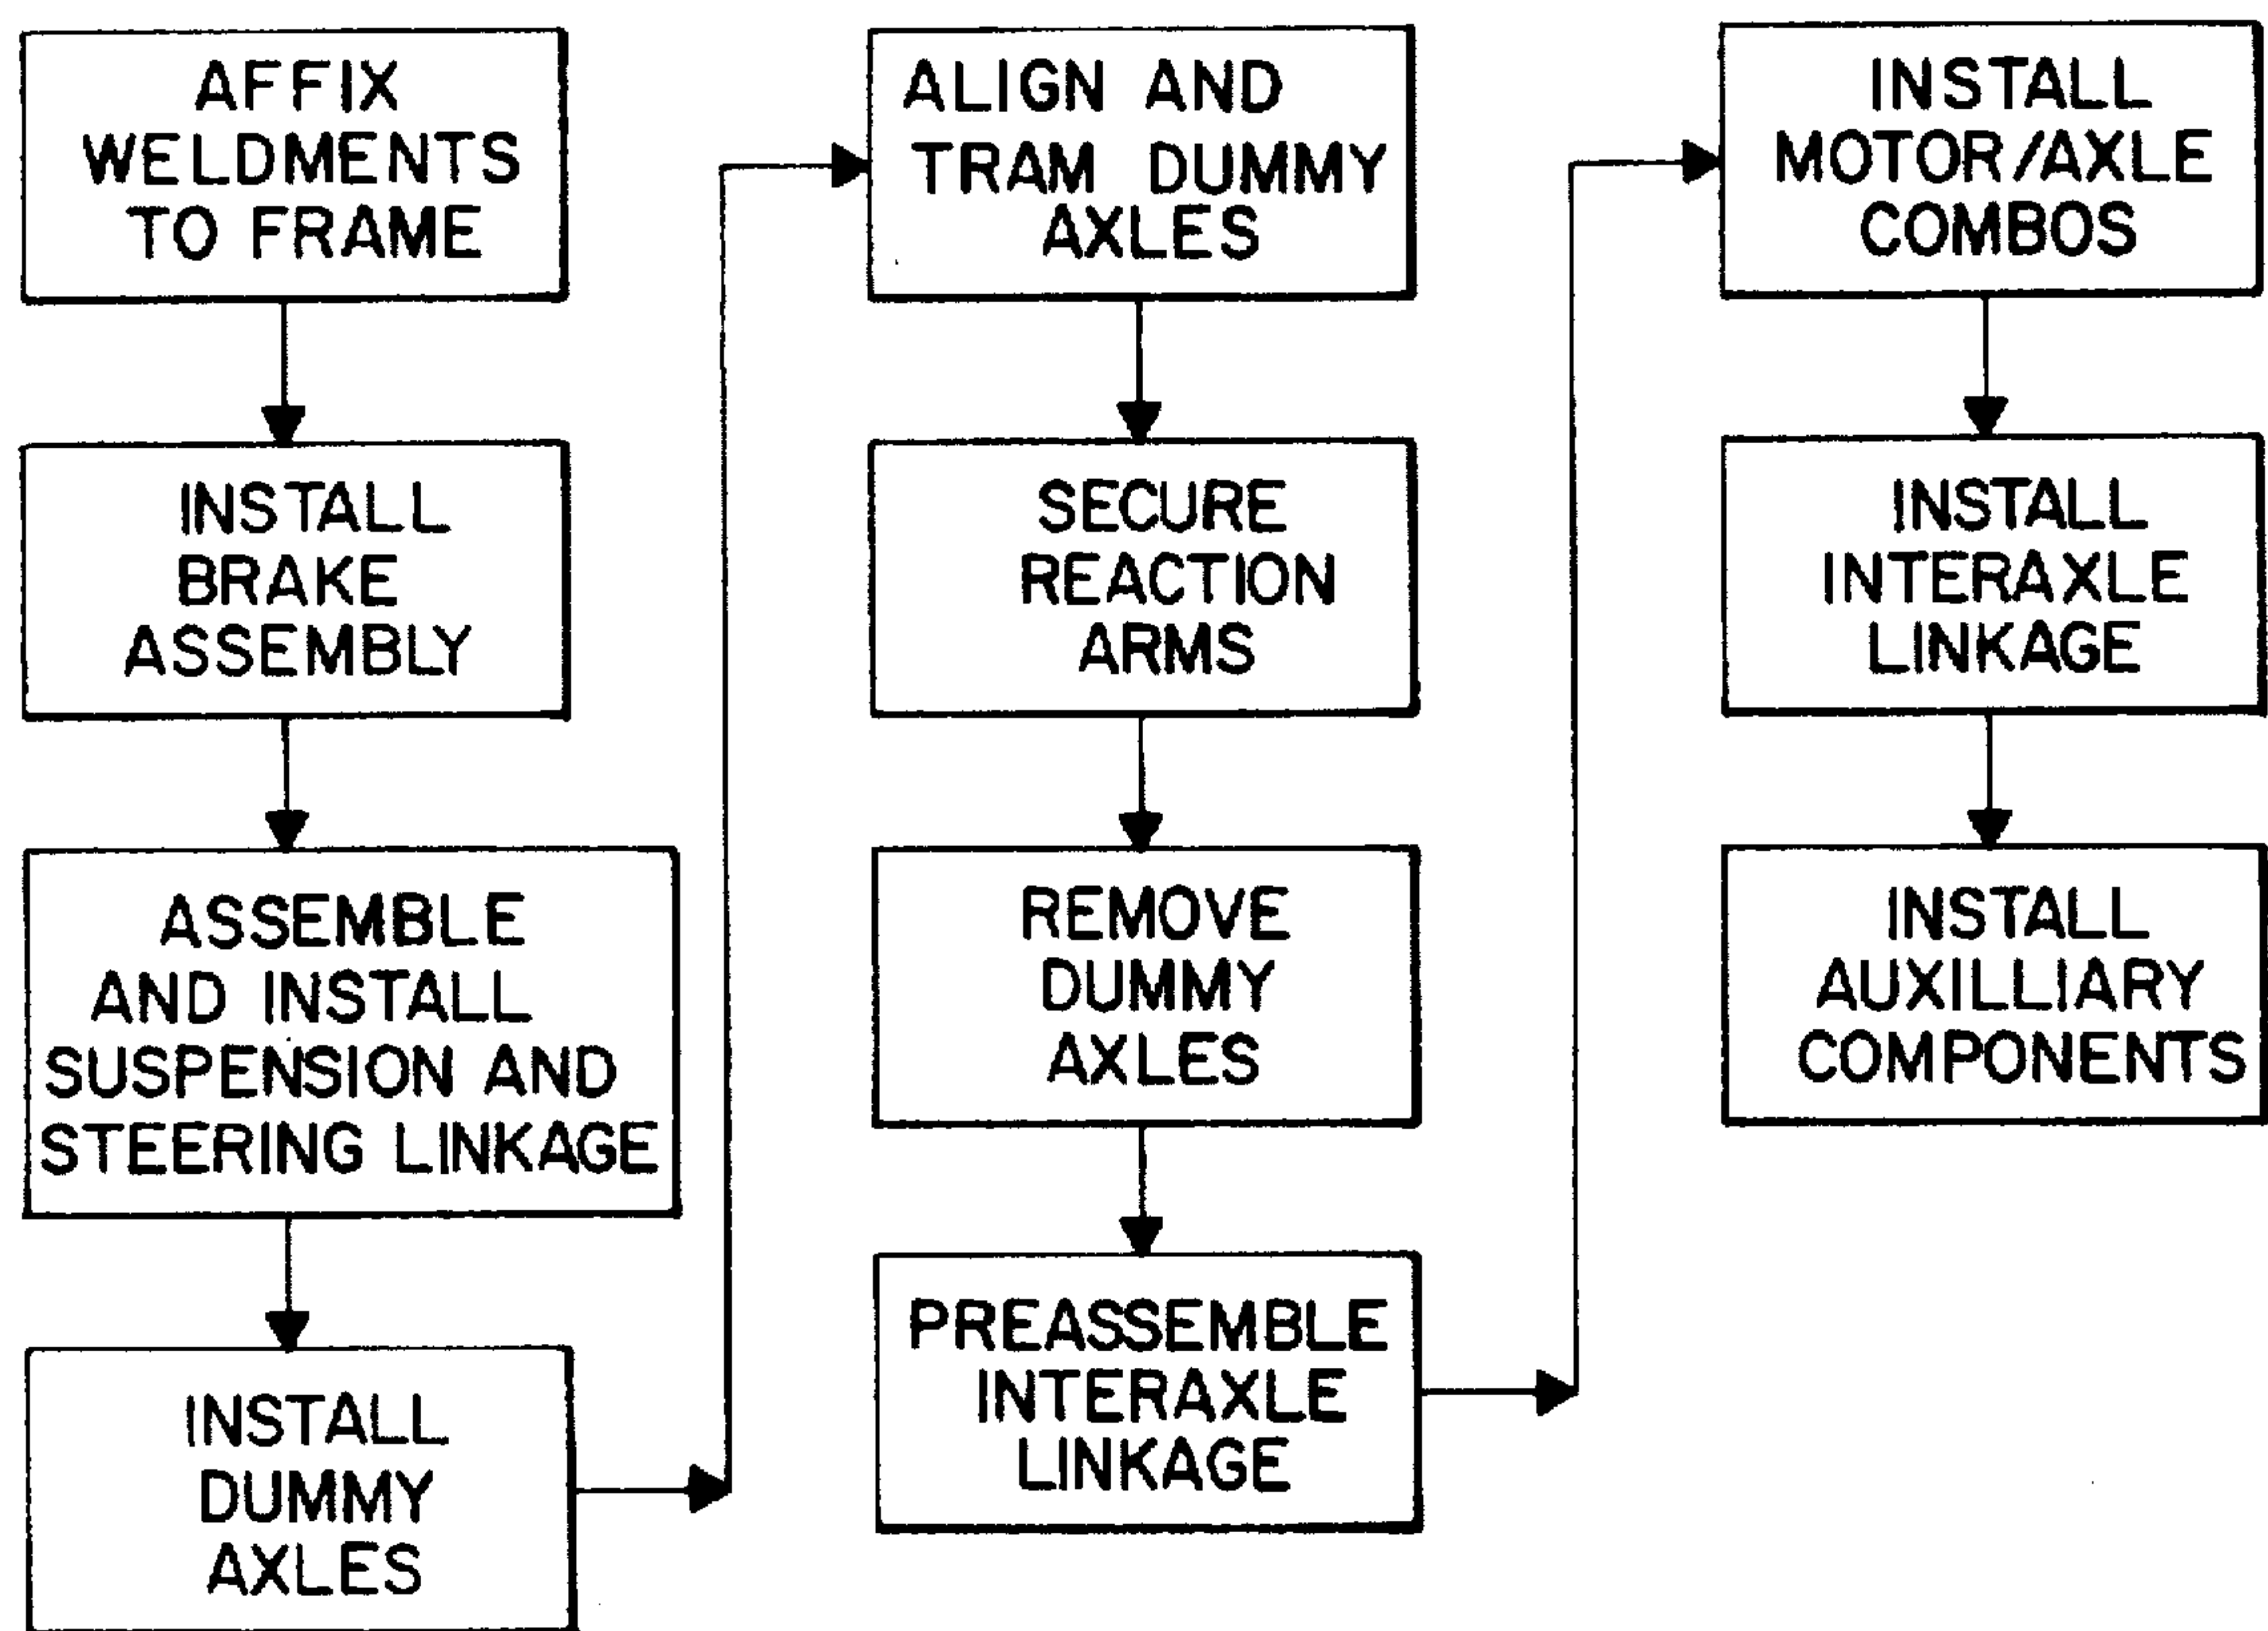 AFFIX
WELDMENTS
TO FRAME
INSTALL
BRAKE
ASSEMBLY
ASSEMBLE
AND INSTALL
SUSPENSION AND
STEERING LINKAGE
INSTALL
DUMMY
AXLES
ALIGN AND
TRAM DUMMY
AXLES
SECURE
REACTION
ARMS
REMOVE
DUMMY
AXLES
PREASSEMBLE
INTERAXLE
LINKAGE
INSTALL
MOTOR/AXLE
COMBOS
INSTALL
INTERAXLE
LINKAGE
INSTALL
AUXILLIARY
COMPONENTS